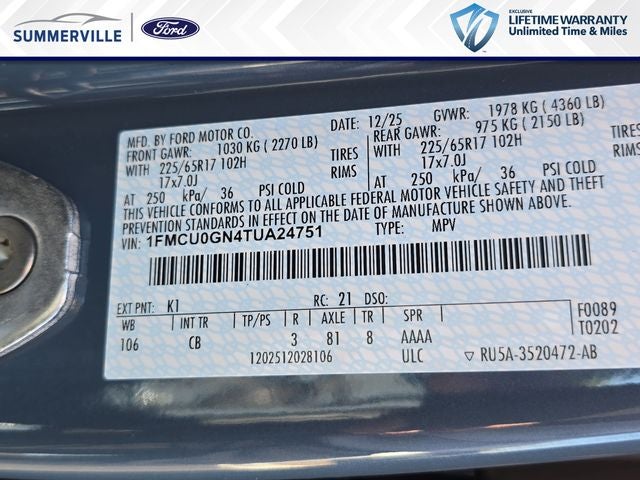 SUMMERVILLE
Ford
EXCLUSIVE
LIFETIME WARRANTY
Unlimited Time & Miles
MFD. BY FORD MOTOR CO.
DATE: 12/25 GVWR: 1978 KG ( 4360 LB)
FRONT GAWR: 1030 KG ( 2270 LB) REAR GAWR: 975 KG ( 2150 LB)
WITH 225/65R17 102H TIRES WITH 225/65R17 102H TIRES
17x7.0J RIMS 17x7.0J RIMS
AT 250 kPa/ 36 PSI COLD AT 250 kPa/ 36 PSI COLD
THIS VEHICLE CONFORMS TO ALL APPLICABLE FEDERAL MOTOR VEHICLE SAFETY AND THEFT
PREVENTION STANDARDS IN EFFECT ON THE DATE OF MANUFACTURE SHOWN ABOVE.
VIN: 1FMCU0GN4TUA24751 TYPE: MPV
EXT PNT: K1 RC: 21 DSO:
WB INT TR TP/PS R AXLE TR SPR F0089
106 CB 3 81 8 AAAA T0202
1202512028106 ULC ▽ RU5A-3520472-AB